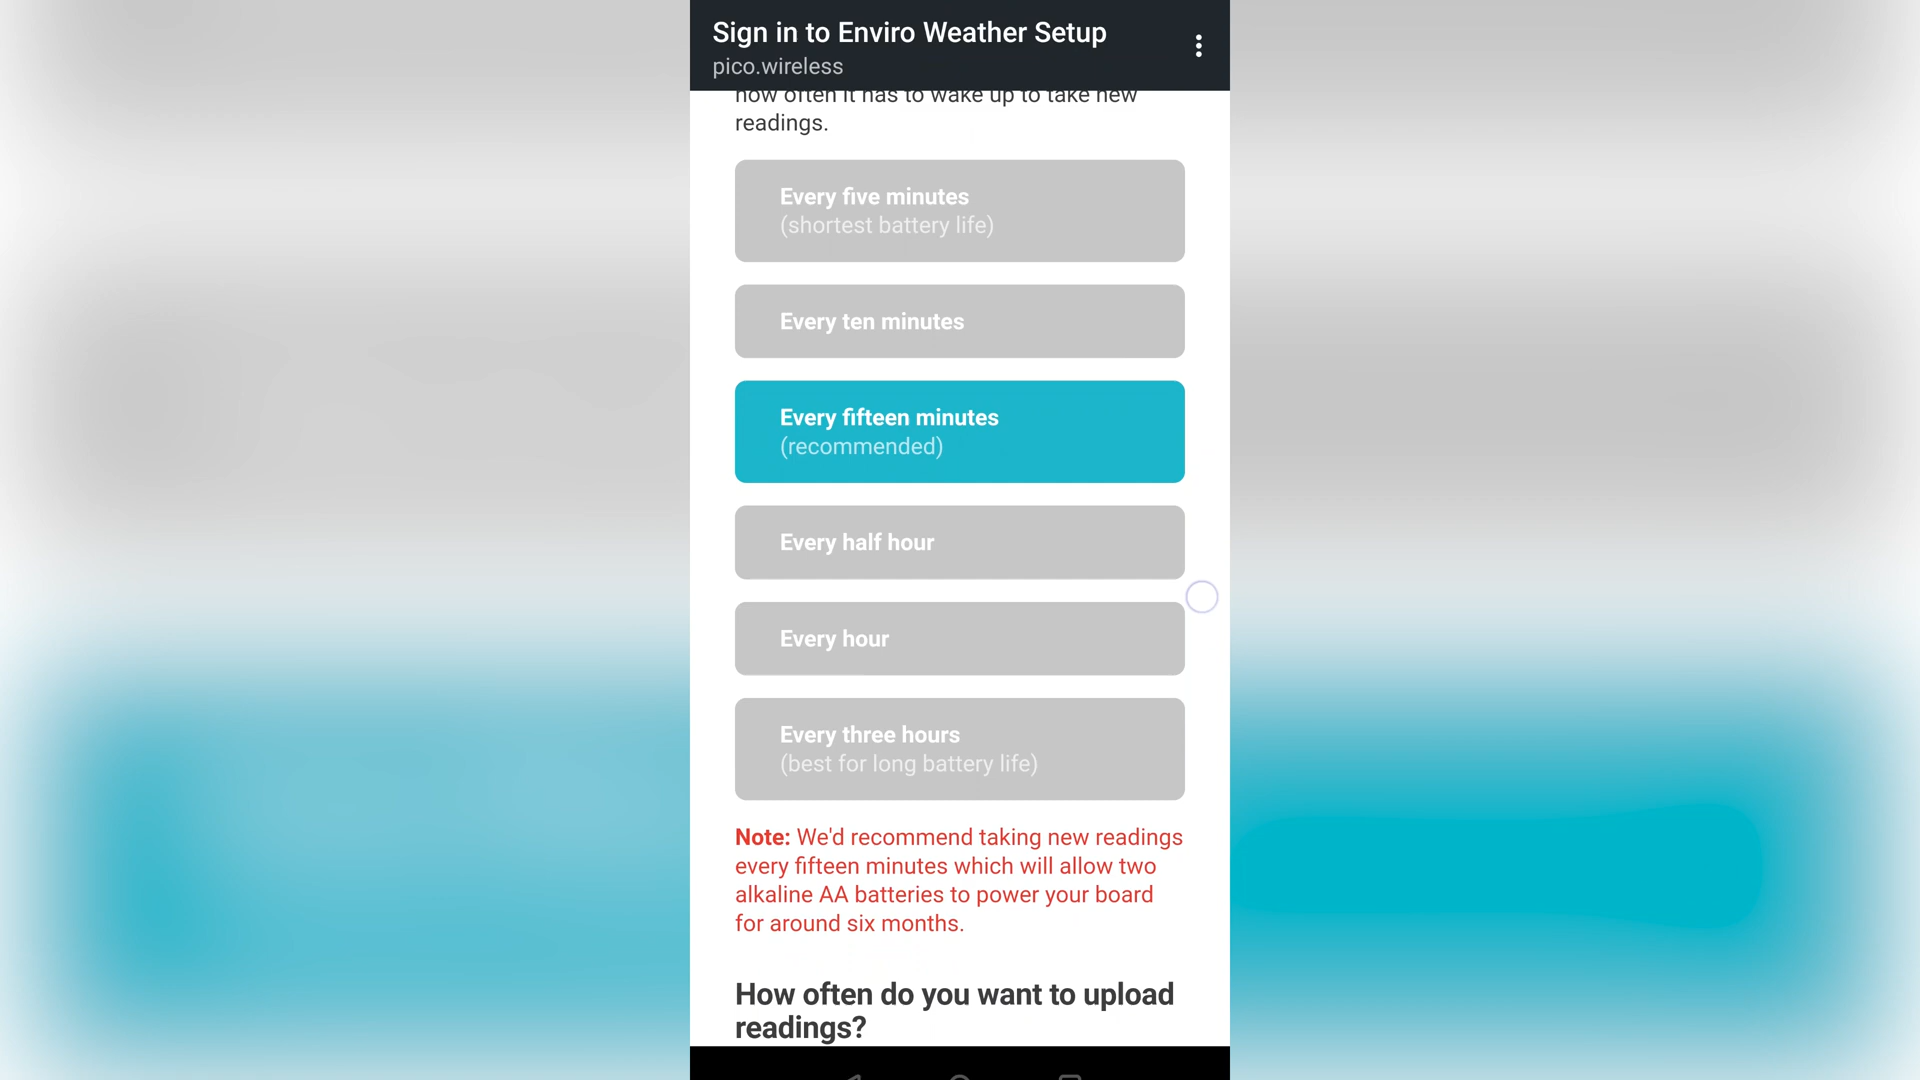 Sign in to Enviro Weather Setup
pico.wireless
how often it has to wake up to take new
readings.
Every five minutes
(shortest battery life)
Every ten minutes
Every fifteen minutes
(recommended)
Every half hour
Every hour
Every three hours
(best for long battery life)
Note: We'd recommend taking new readings
every fifteen minutes which will allow two
alkaline AA batteries to power your board
for around six months.
How often do you want to upload
readings?